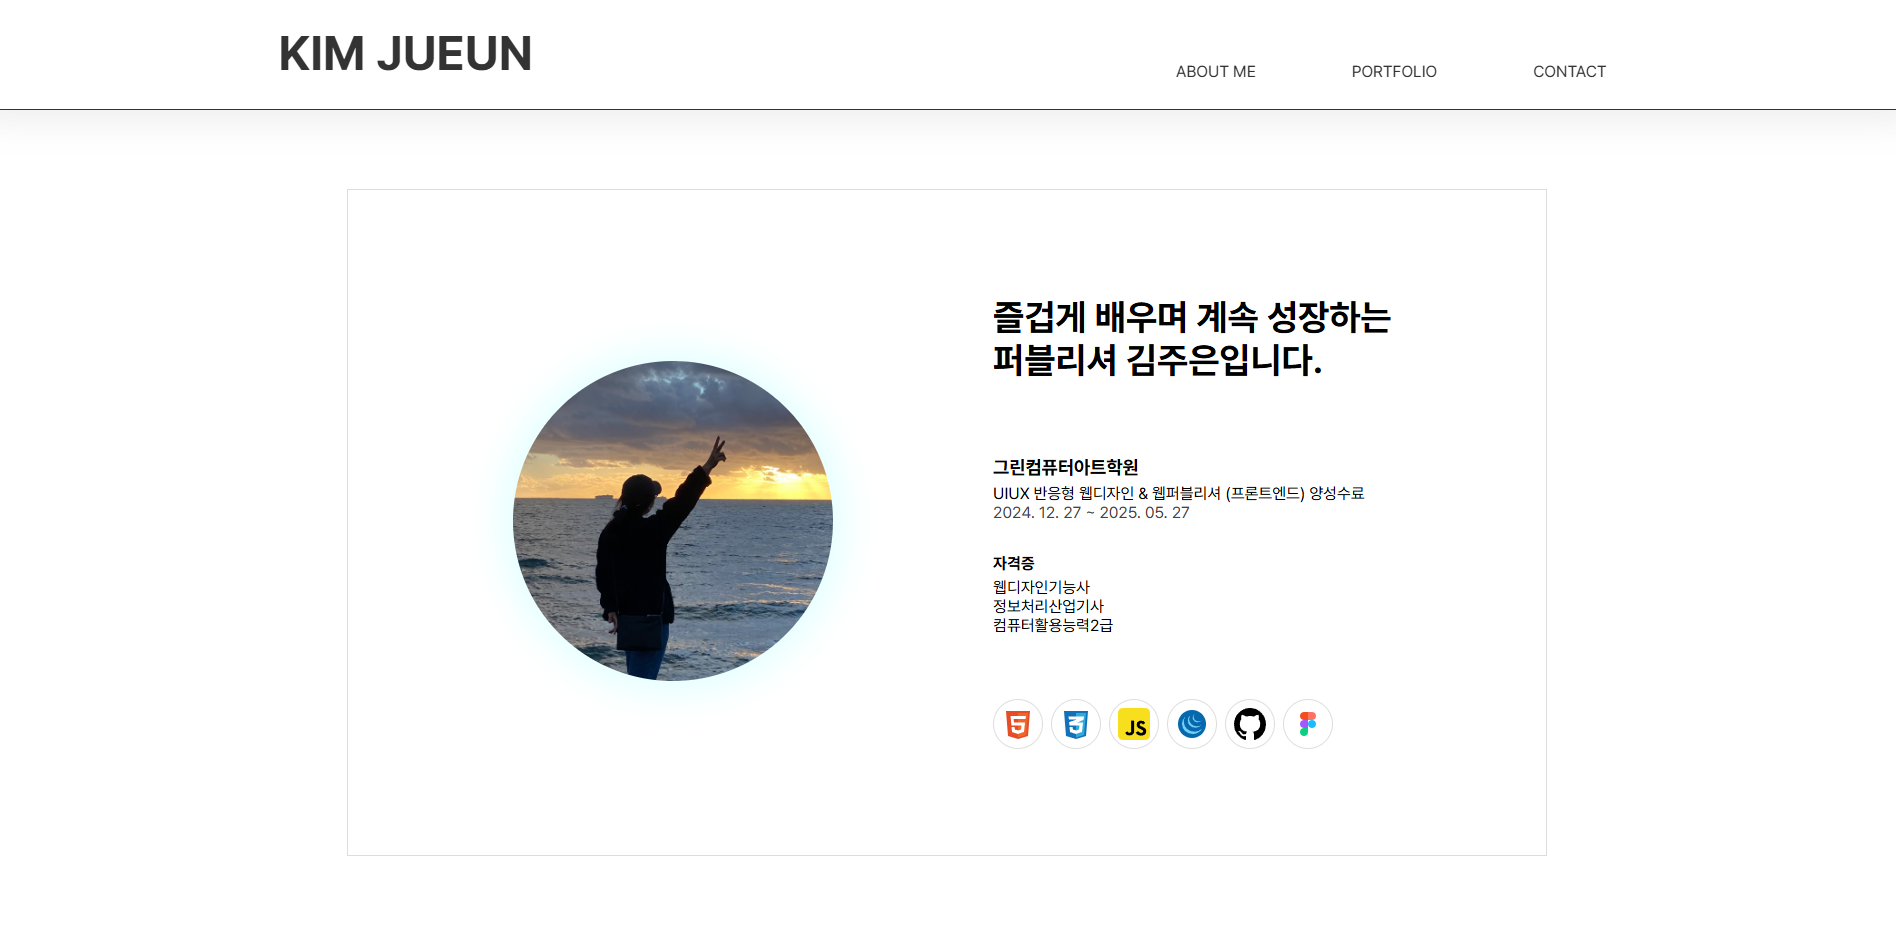 KIM JUEUN
ABOUT ME
PORTFOLIO
CONTACT
즐겁게 배우며 계속 성장하는
퍼블리셔 김주은입니다.
그린컴퓨터아트학원
UIUX 반응형 웹디자인 & 웹퍼블리셔 (프론트엔드) 양성수료
2024. 12. 27 ~ 2025. 05. 27
자격증
웹디자인기능사
정보처리산업기사
컴퓨터활용능력2급
5
3
JS